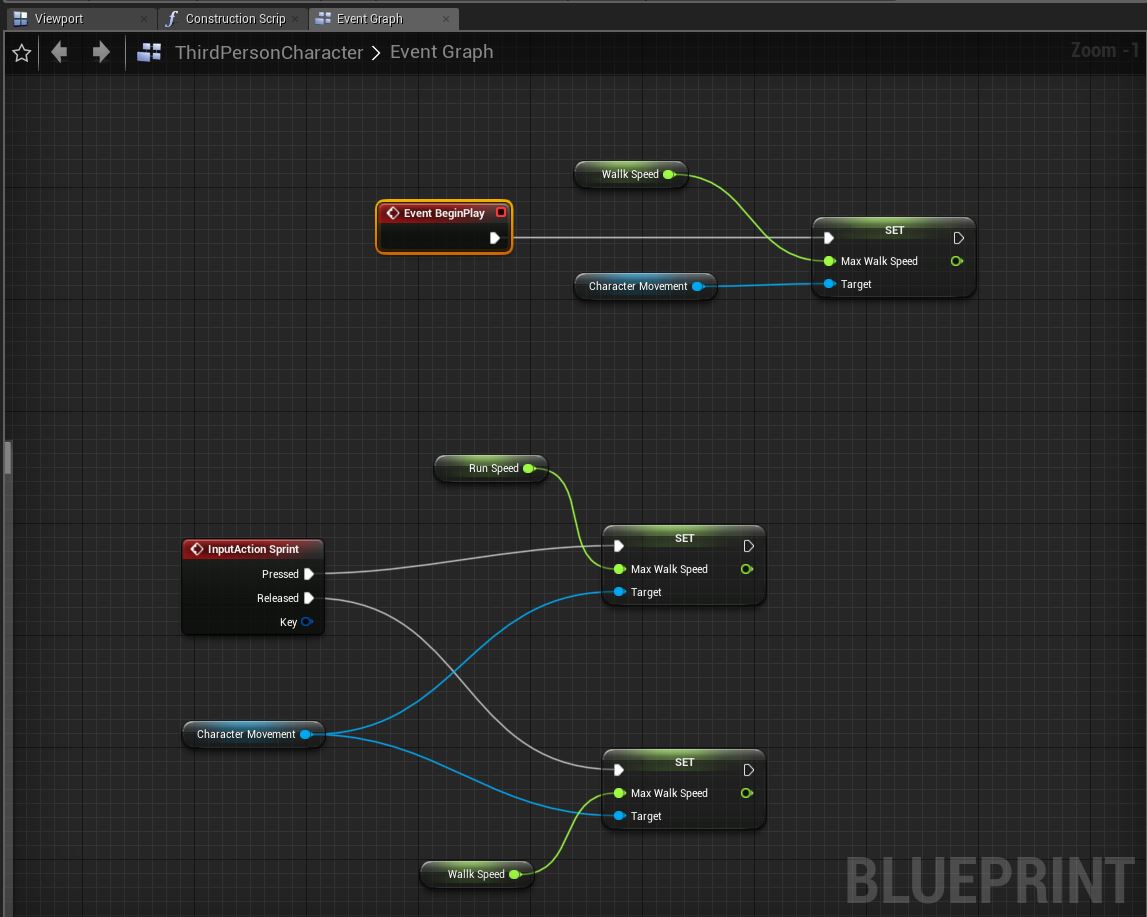 Viewport
Construction Scrip
Event Graph
ThirdPersonCharacter > Event Graph
Zoom -1
Wallk Speed
Event BeginPlay
SET
Max Walk Speed
Character Movement
Target
Run Speed
SET
InputAction Sprint
Pressed
Max Walk Speed
Released
Target
Key
Character Movement
SET
Max Walk Speed
Target
Wallk Speed
BLUEPRINT